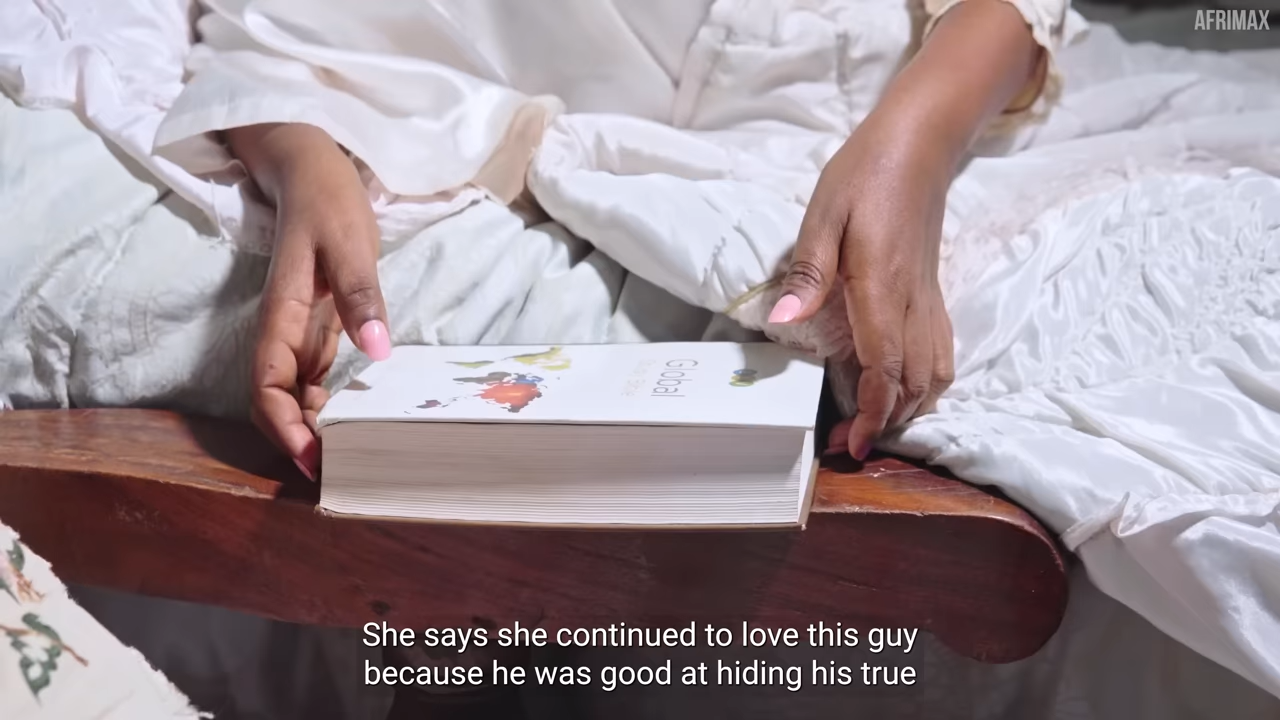 AFRIMAX
Global
She says she continued to love this guy
because he was good at hiding his true